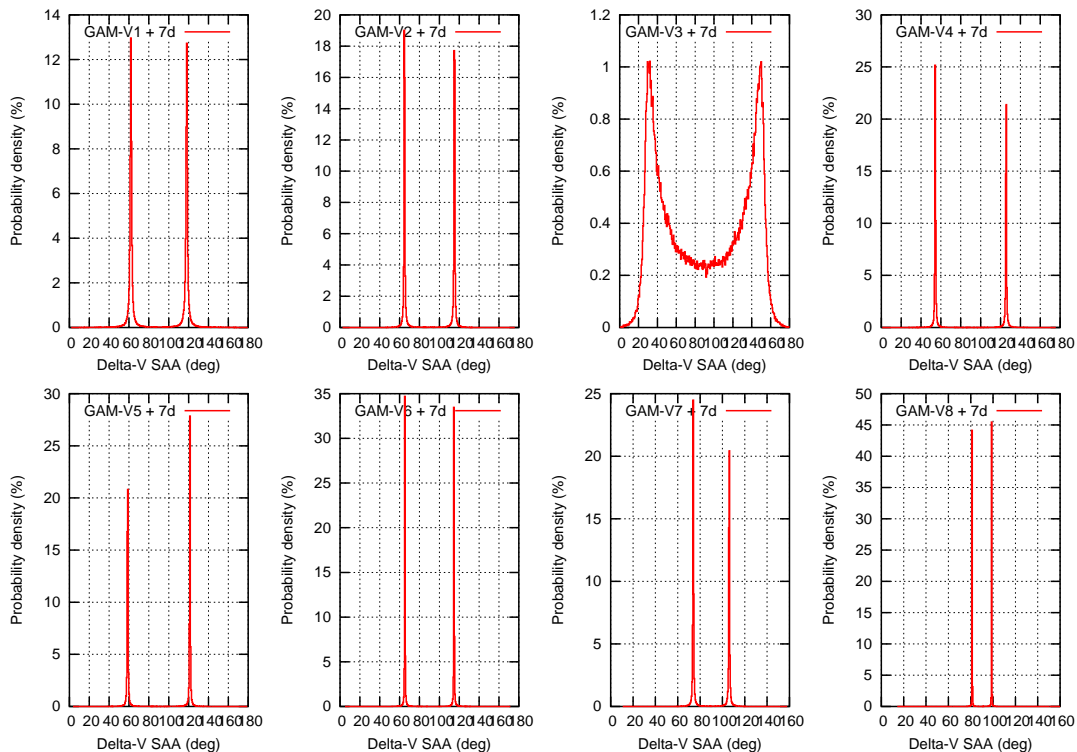 GAM-V1 + 7d
14
12
10
8
6
4
2
0
Probability density (%)
0 20 40 60 80 100 120 140 160 180
Delta-V SAA (deg)
GAM-V2 + 7d
20
18
16
14
12
10
8
6
4
2
0
Probability density (%)
0 20 40 60 80 100 120 140 160 180
Delta-V SAA (deg)
GAM-V3 + 7d
1.2
1
0.8
0.6
0.4
0.2
0
Probability density (%)
0 20 40 60 80 100 120 140 160 180
Delta-V SAA (deg)
GAM-V4 + 7d
30
25
20
15
10
5
0
Probability density (%)
0 20 40 60 80 100 120 140 160 180
Delta-V SAA (deg)
GAM-V5 + 7d
30
25
20
15
10
5
0
Probability density (%)
0 20 40 60 80 100 120 140 160 180
Delta-V SAA (deg)
GAM-V6 + 7d
35
30
25
20
15
10
5
0
Probability density (%)
0 20 40 60 80 100 120 140 160 180
Delta-V SAA (deg)
GAM-V7 + 7d
25
20
15
10
5
0
Probability density (%)
0 20 40 60 80 100 120 140 160
Delta-V SAA (deg)
GAM-V8 + 7d
50
45
40
35
30
25
20
15
10
5
0
Probability density (%)
0 20 40 60 80 100 120 140 160
Delta-V SAA (deg)